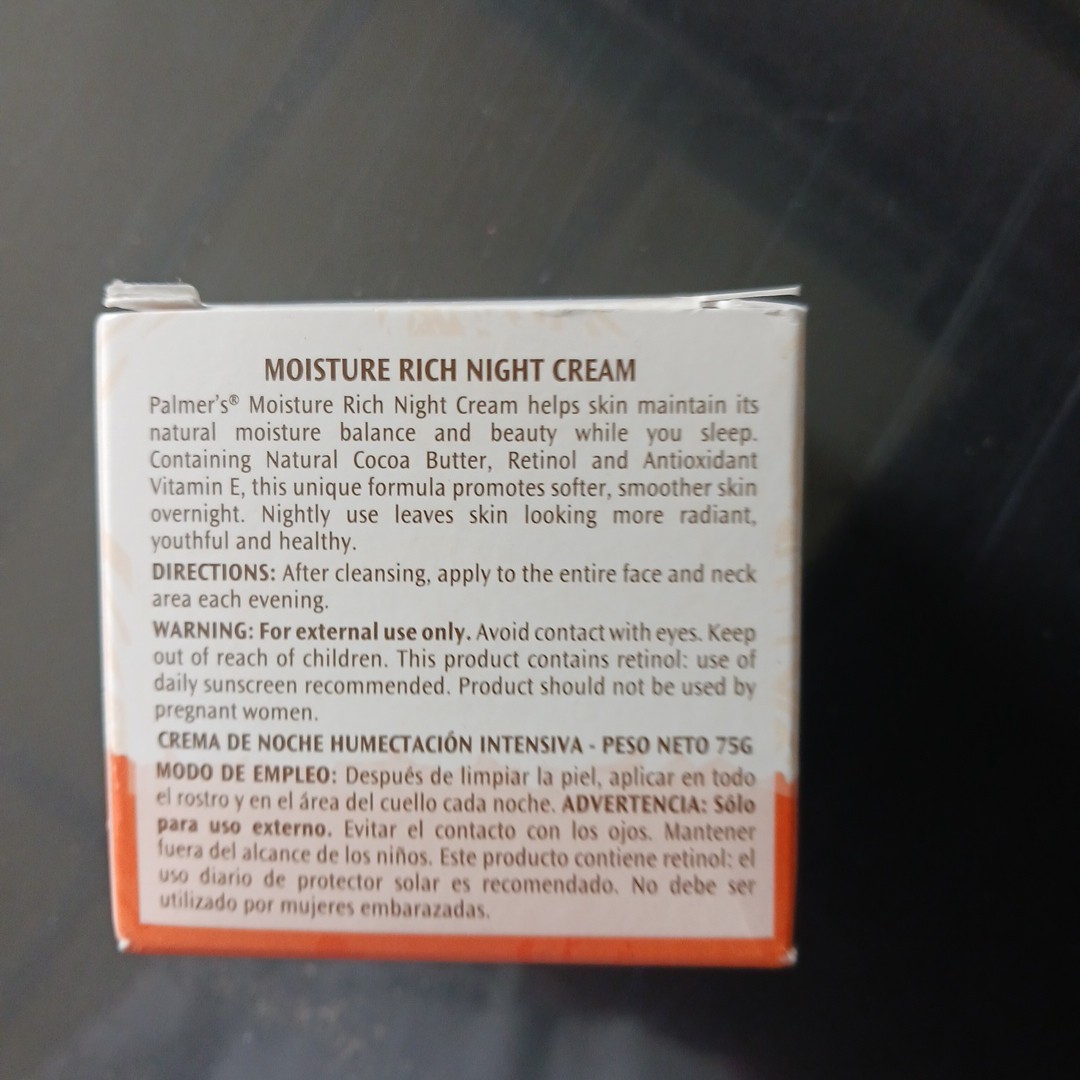 MOISTURE RICH NIGHT CREAM
Palmer's® Moisture Rich Night Cream helps skin maintain its
natural moisture balance and beauty while you sleep.
Containing Natural Cocoa Butter, Retinol and Antioxidant
Vitamin E, this unique formula promotes softer, smoother skin
overnight. Nightly use leaves skin looking more radiant,
youthful and healthy.
DIRECTIONS: After cleansing, apply to the entire face and neck
area each evening.
WARNING: For external use only. Avoid contact with eyes. Keep
out of reach of children. This product contains retinol: use of
daily sunscreen recommended. Product should not be used by
pregnant women.
CREMA DE NOCHE HUMECTACIÓN INTENSIVA - PESO NETO 75G
MODO DE EMPLEO: Después de limpiar la piel, aplicar en todo
el rostro y en el área del cuello cada noche. ADVERTENCIA: Sólo
para uso externo. Evitar el contacto con los ojos. Mantener
fuera del alcance de los niños. Este producto contiene retinol: el
uso diario de protector solar es recomendado. No debe ser
utilizado por mujeres embarazadas.